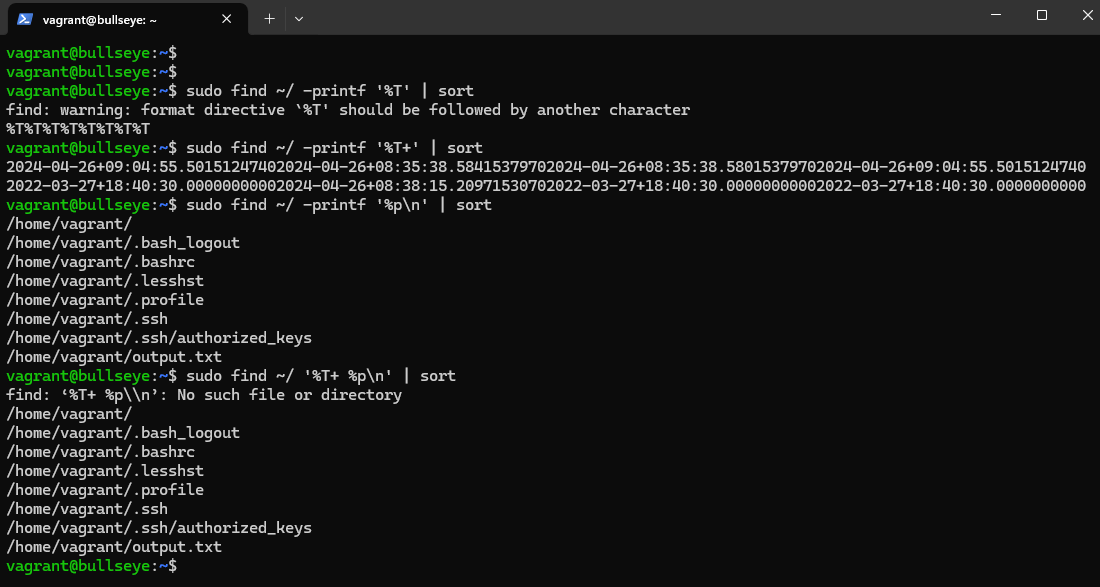 vagrant@bullseye: ~
vagrant@bullseye:~$
vagrant@bullseye:~$
vagrant@bullseye:~$ sudo find ~/ -printf '%T' | sort
find: warning: format directive `%T' should be followed by another character
%T%T%T%T%T%T%T%T
vagrant@bullseye:~$ sudo find ~/ -printf '%T+' | sort
2024-04-26+09:04:55.50151247402024-04-26+08:35:38.58415379702024-04-26+08:35:38.58015379702024-04-26+09:04:55.5015124740
2022-03-27+18:40:30.00000000002024-04-26+08:38:15.20971530702022-03-27+18:40:30.00000000002022-03-27+18:40:30.0000000000
vagrant@bullseye:~$ sudo find ~/ -printf '%p\n' | sort
/home/vagrant/
/home/vagrant/.bash_logout
/home/vagrant/.bashrc
/home/vagrant/.lesshst
/home/vagrant/.profile
/home/vagrant/.ssh
/home/vagrant/.ssh/authorized_keys
/home/vagrant/output.txt
vagrant@bullseye:~$ sudo find ~/ '%T+ %p\n' | sort
find: ‘%T+ %p\\n’: No such file or directory
/home/vagrant/
/home/vagrant/.bash_logout
/home/vagrant/.bashrc
/home/vagrant/.lesshst
/home/vagrant/.profile
/home/vagrant/.ssh
/home/vagrant/.ssh/authorized_keys
/home/vagrant/output.txt
vagrant@bullseye:~$